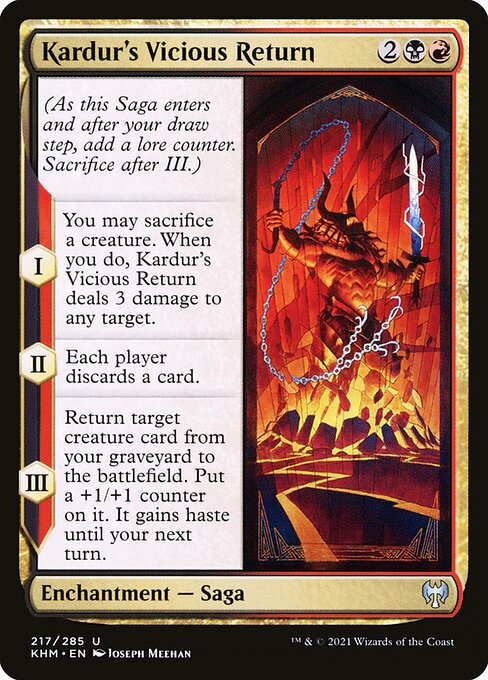 Kardur's Vicious Return 2
(As this Saga enters
and after your draw
step, add a lore counter.
Sacrifice after III.)
I
You may sacrifice
a creature. When
you do, Kardur's
Vicious Return
deals 3 damage to
any target.
II
Each player
discards a card.
III
Return target
creature card from
your graveyard to
the battlefield. Put
a +1/+1 counter
on it. It gains haste
until your next
turn.
Enchantment — Saga
217/285 U
KHM • EN Joseph Meehan
™ & © 2021 Wizards of the Coast